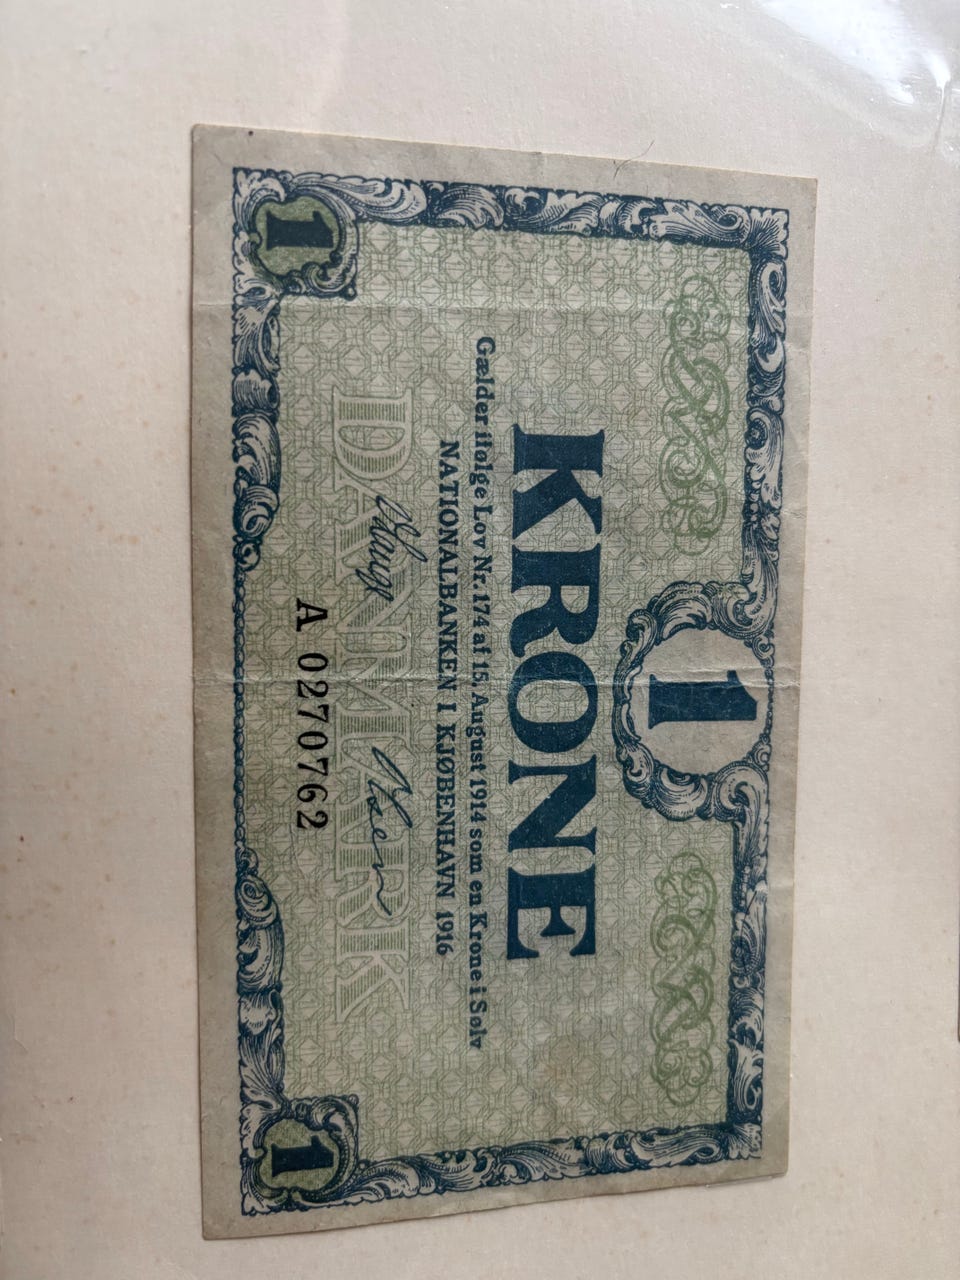 1
KRONE
Gælder ifølge Lov Nr. 174 af 15. August 1914 som en Krone i Sølv
NATIONALBANKEN I KJØBENHAVN 1916
DANMARK
A 0270762
1
1